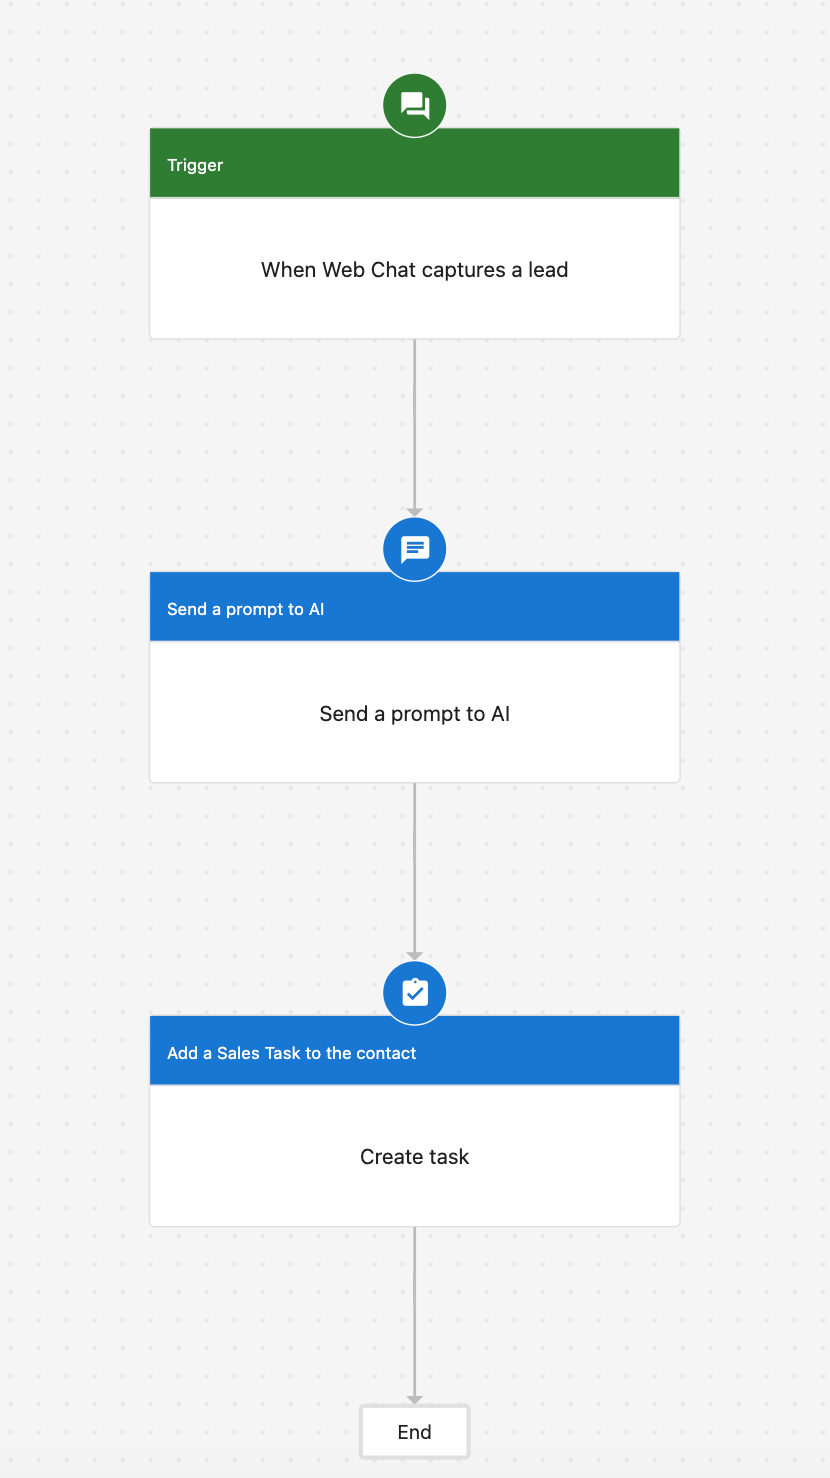 Trigger
When Web Chat captures a lead
Send a prompt to AI
Send a prompt to AI
Add a Sales Task to the contact
Create task
End